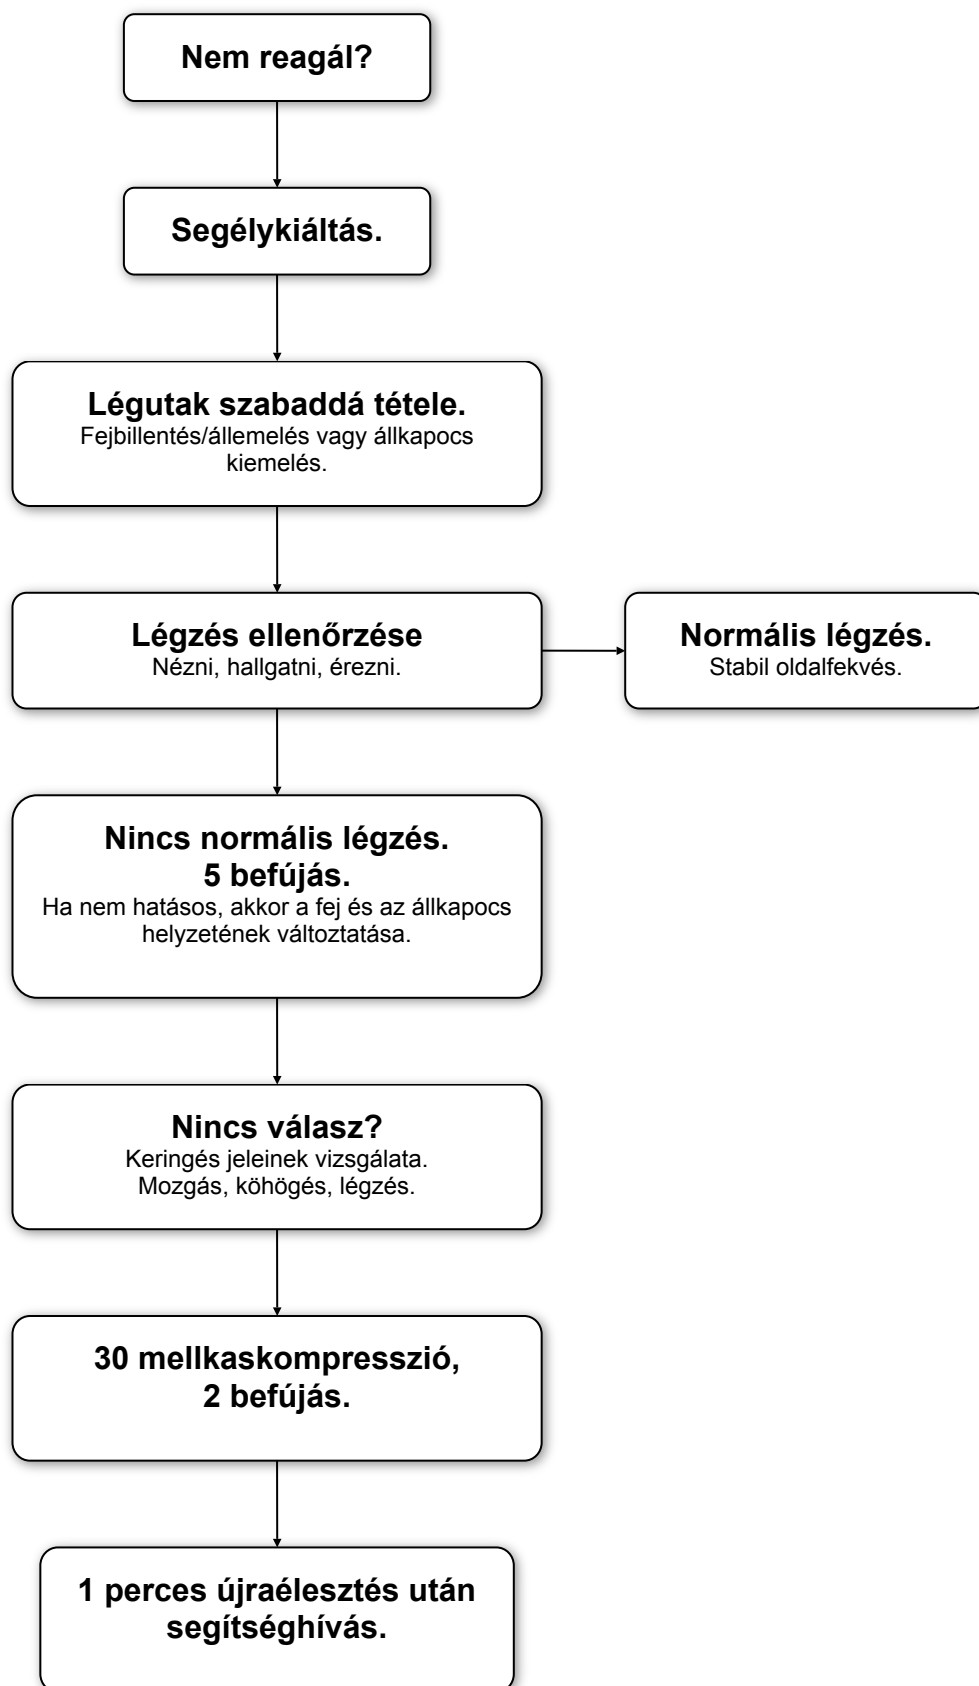 Nem reagál?
Segélykiáltás.
Légutak szabaddá tétele.
Fejbillentés/állemelés vagy állkapocs
kiemelés.
Légzés ellenőrzése
Nézni, hallgatni, érezni.
Normális légzés.
Stabil oldalfekvés.
Nincs normális légzés.
5 befújás.
Ha nem hatásos, akkor a fej és az állkapocs
helyzetének változtatása.
Nincs válasz?
Keringés jeleinek vizsgálata.
Mozgás, köhögés, légzés.
30 mellkaskompresszió,
2 befújás.
1 perces újraélesztés után
segítséghívás.